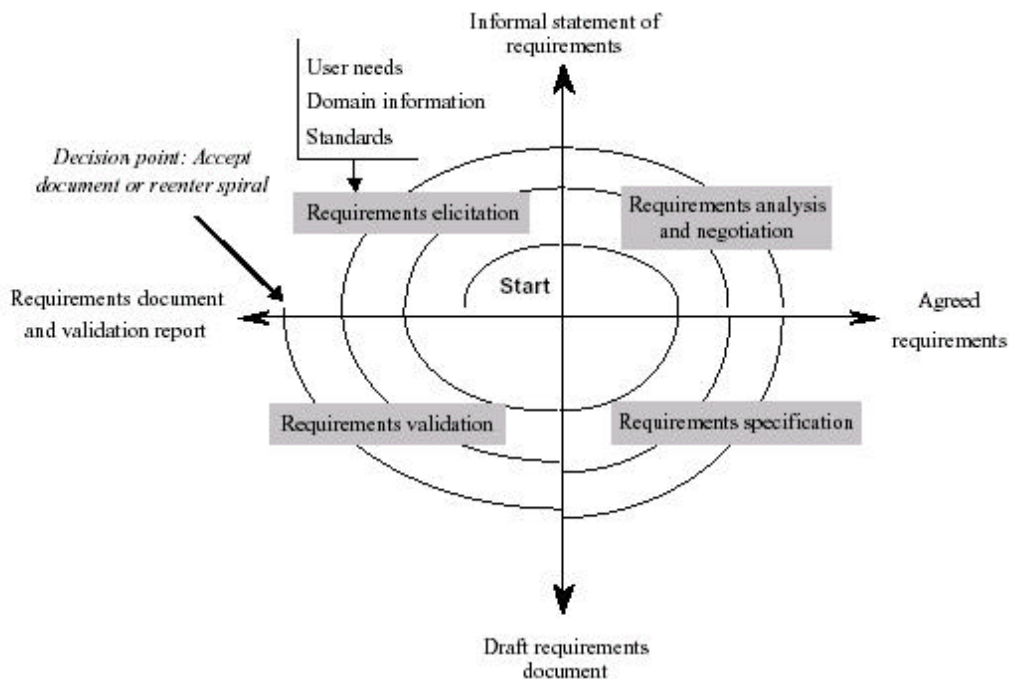 Informal statement of
requirements
User needs
Domain information
Standards
Decision point: Accept
document or reenter spiral
Requirements elicitation
Requirements analysis
and negotiation
Start
Requirements document
and validation report
Agreed
requirements
Requirements validation
Requirements specification
Draft requirements
document